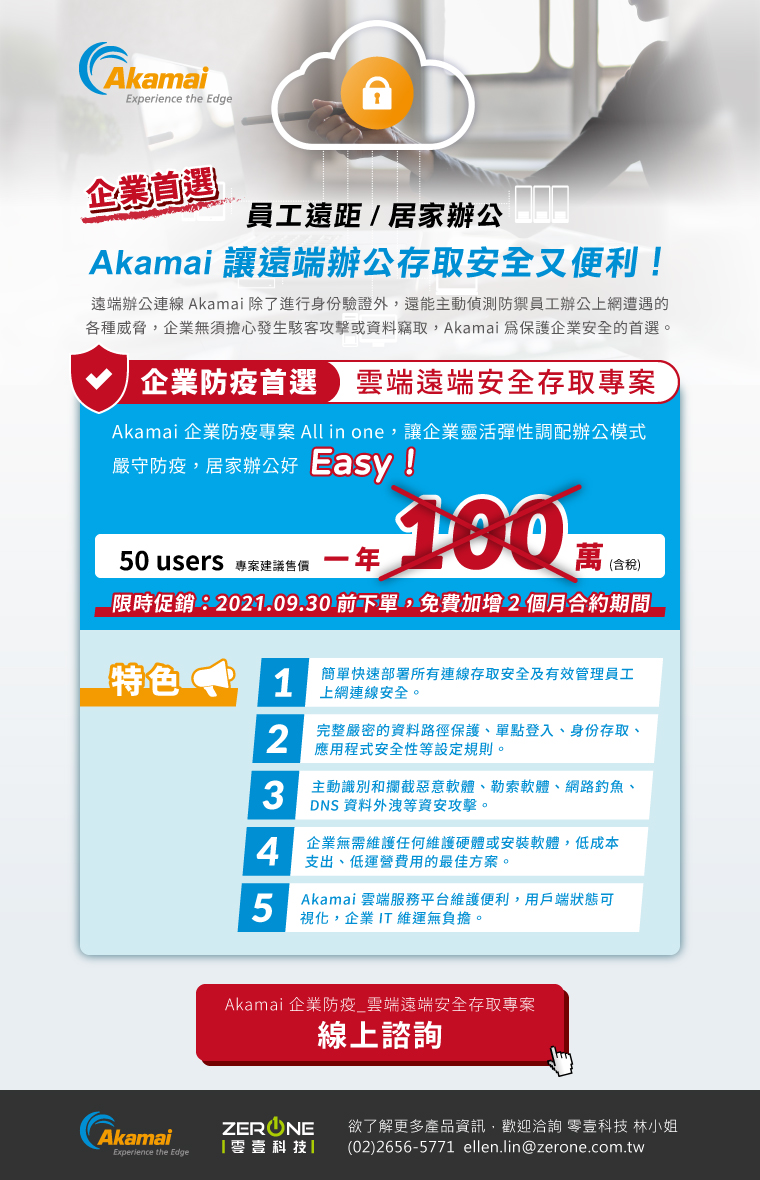 Akamai
Experience the Edge
企業首選
員工遠距 / 居家辦公
Akamai 讓遠端辦公存取安全又便利！
遠端辦公連線 Akamai 除了進行身份驗證外，還能主動偵測防禦員工辦公上網遭遇的
各種威脅，企業無須擔心發生駭客攻擊或資料竊取，Akamai 為保護企業安全的首選。
企業防疫首選 雲端遠端安全存取專案
Akamai 企業防疫專案 All in one，讓企業靈活彈性調配辦公模式
嚴守防疫，居家辦公好 Easy！
50 users 專案建議售價 一年 100 萬 (含稅)
限時促銷：2021.09.30 前下單，免費加增 2 個月合約期間
特色
1 簡單快速部署所有連線存取安全及有效管理員工
上網連線安全。
2 完整嚴密的資料路徑保護、單點登入、身份存取、
應用程式安全性等設定規則。
3 主動識別和攔截惡意軟體、勒索軟體、網路釣魚、
DNS 資料外洩等資安攻擊。
4 企業無需維護任何維護硬體或安裝軟體，低成本
支出、低運營費用的最佳方案。
5 Akamai 雲端服務平台維護便利，用戶端狀態可
視化，企業 IT 維運無負擔。
Akamai 企業防疫_雲端遠端安全存取專案
線上諮詢
Akamai
Experience the Edge
ZERONE
零壹科技
欲了解更多產品資訊．歡迎洽詢 零壹科技 林小姐
(02)2656-5771 ellen.lin@zerone.com.tw